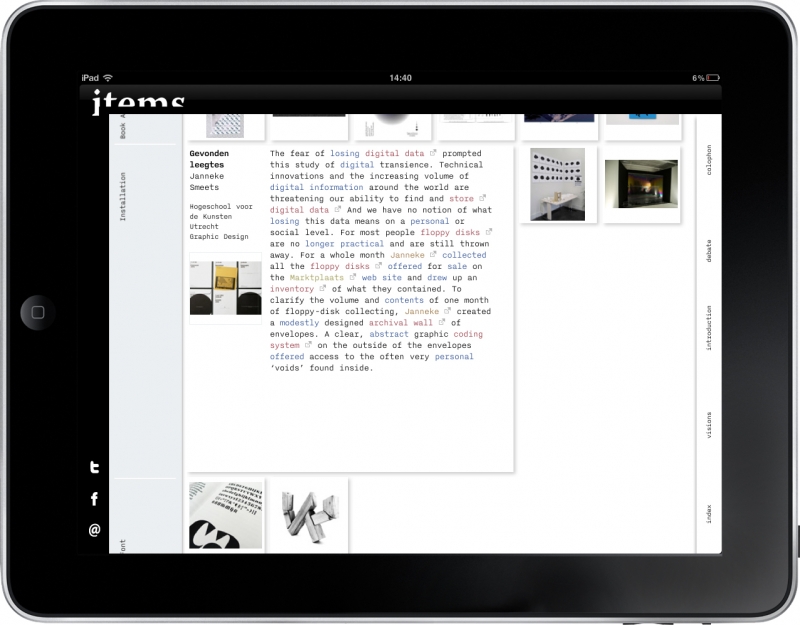 iPad
14:40
6%
items
Book A
Installation
Gevonden
leegtes
Janneke
Smeets
Hogeschool voor
de Kunsten
Utrecht
Graphic Design
The fear of losing digital data prompted
this study of digital transience. Technical
innovations and the increasing volume of
digital information around the world are
threatening our ability to find and store
digital data And we have no notion of what
losing this data means on a personal or
social level. For most people floppy disks
are no longer practical and are still thrown
away. For a whole month Janneke collected
all the floppy disks offered for sale on
the Marktplaats web site and drew up an
inventory of what they contained. To
clarify the volume and contents of one month
of floppy-disk collecting, Janneke created
a modestly designed archival wall of
envelopes. A clear, abstract graphic coding
system on the outside of the envelopes
offered access to the often very personal
‘voids’ found inside.
colophon
debate
introduction
visions
index
t
f
@
ont